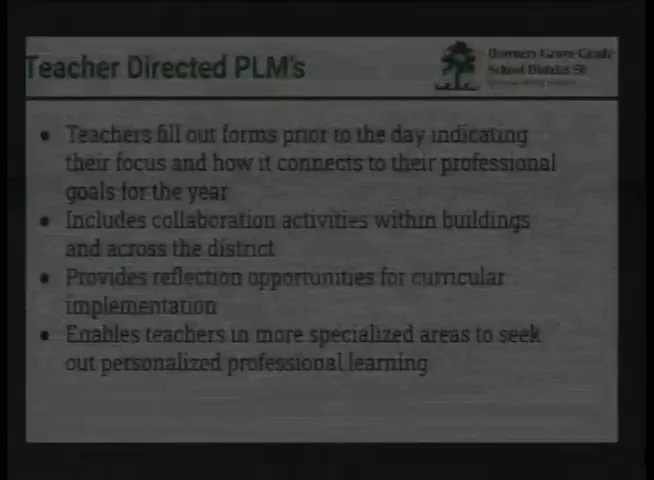 Teacher Directed PLM's
Downers Grove Grade
School District 58
• Teachers fill out forms prior to the day indicating
their focus and how it connects to their professional
goals for the year
• Includes collaboration activities within buildings
and across the district
• Provides reflection opportunities for curricular
implementation
• Enables teachers in more specialized areas to seek
out personalized professional learning